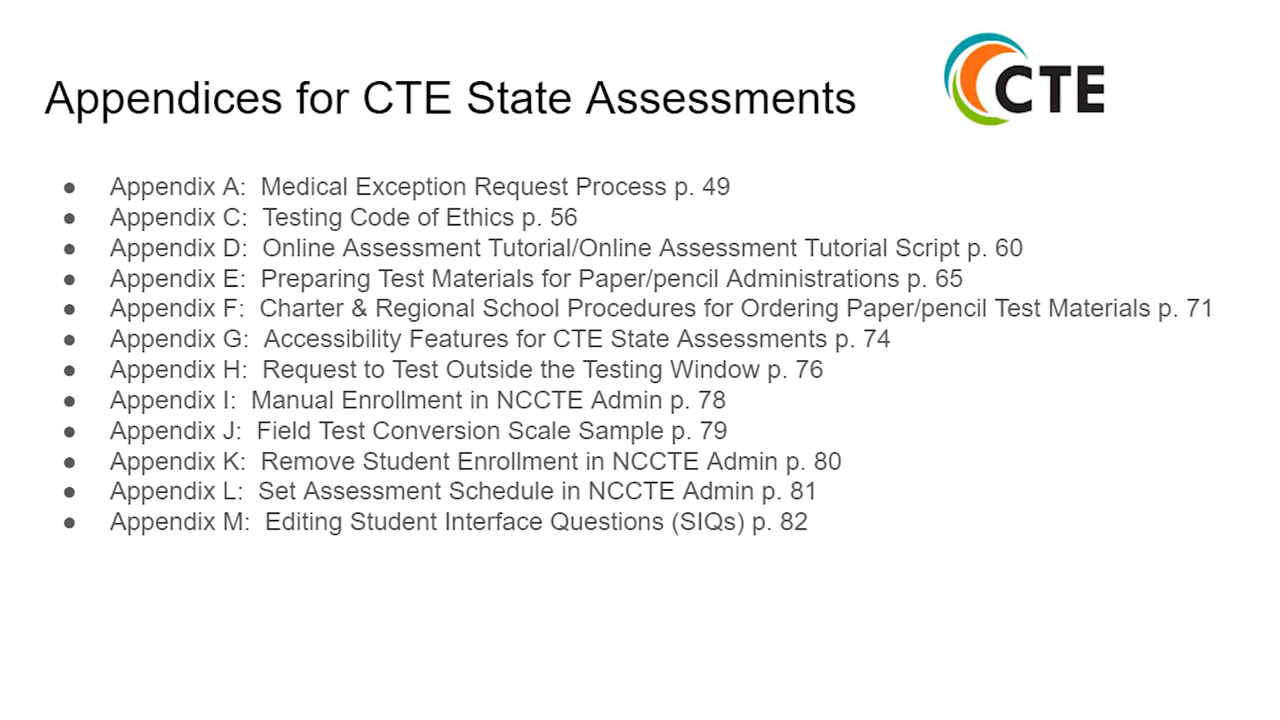 CTE
Appendices for CTE State Assessments
● Appendix A: Medical Exception Request Process p. 49
● Appendix C: Testing Code of Ethics p. 56
● Appendix D: Online Assessment Tutorial/Online Assessment Tutorial Script p. 60
● Appendix E: Preparing Test Materials for Paper/pencil Administrations p. 65
● Appendix F: Charter & Regional School Procedures for Ordering Paper/pencil Test Materials p. 71
● Appendix G: Accessibility Features for CTE State Assessments p. 74
● Appendix H: Request to Test Outside the Testing Window p. 76
● Appendix I: Manual Enrollment in NCCTE Admin p. 78
● Appendix J: Field Test Conversion Scale Sample p. 79
● Appendix K: Remove Student Enrollment in NCCTE Admin p. 80
● Appendix L: Set Assessment Schedule in NCCTE Admin p. 81
● Appendix M: Editing Student Interface Questions (SIQs) p. 82